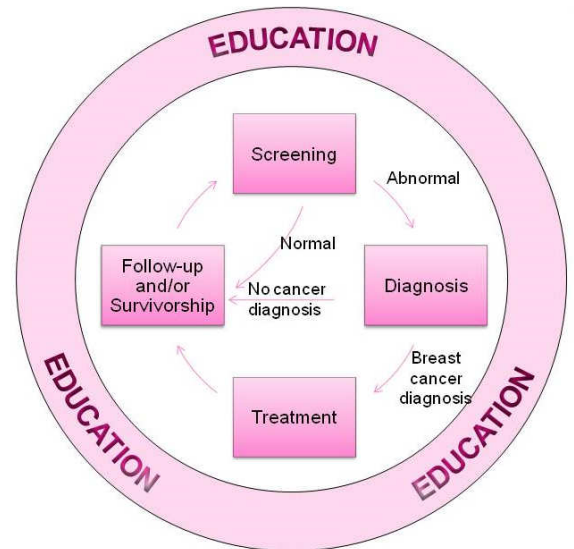 EDUCATION
Screening
Abnormal
Normal
Follow-up
and/or
Survivorship
No cancer
diagnosis
Diagnosis
Breast
cancer
diagnosis
Treatment
EDUCATION
EDUCATION